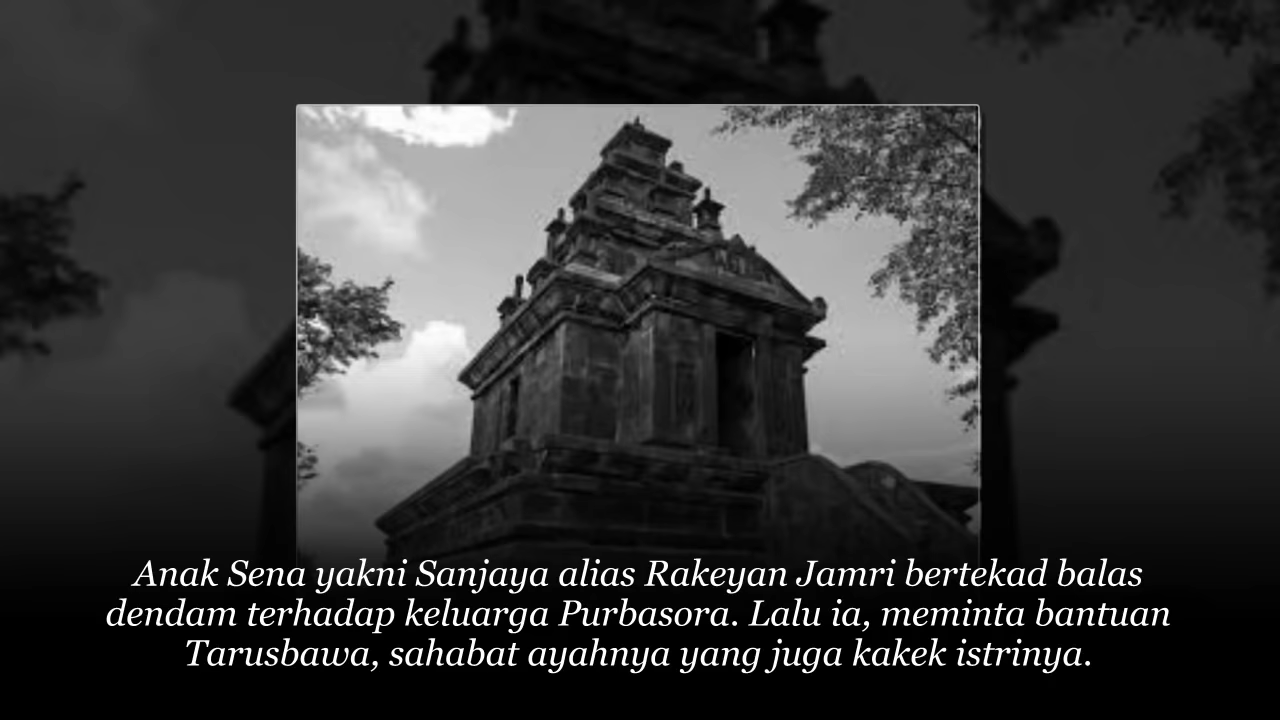 Anak Sena yakni Sanjaya alias Rakeyan Jamri bertekad balas
dendam terhadap keluarga Purbasora. Lalu ia, meminta bantuan
Tarusbawa, sahabat ayahnya yang juga kakek istrinya.